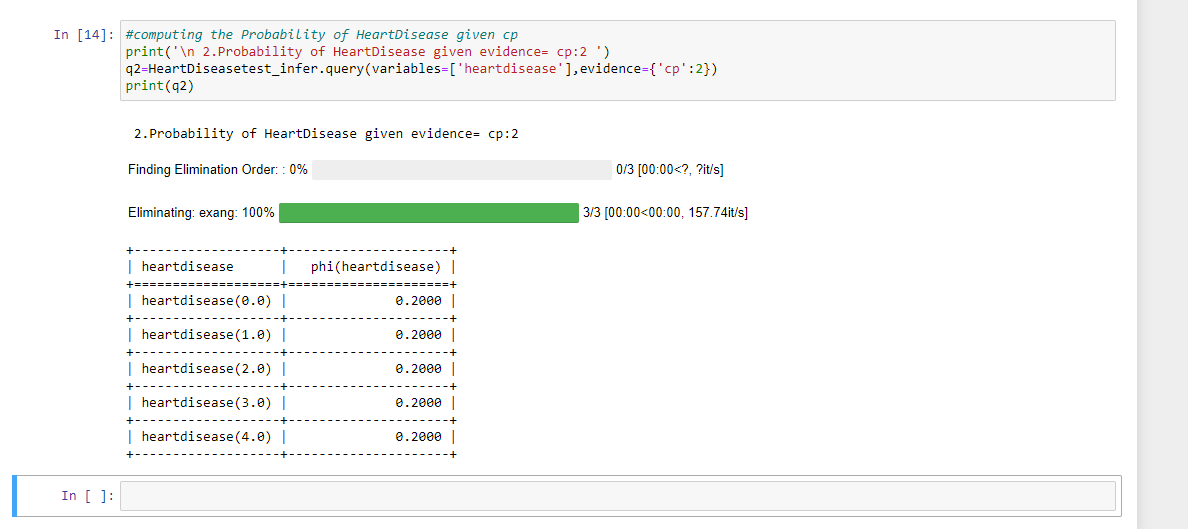 In [14]: #computing the Probability of HeartDisease given cp
print('\n 2.Probability of HeartDisease given evidence= cp:2 ')
q2=HeartDiseasetest_infer.query(variables=['heartdisease'],evidence={'cp':2})
print(q2)
2.Probability of HeartDisease given evidence= cp:2
Finding Elimination Order: : 0% 0/3 [00:00<?, ?it/s]
Eliminating: exang: 100% 3/3 [00:00<00:00, 157.74it/s]
+-------------------+---------------------+
| heartdisease      |   phi(heartdisease) |
+===================+=====================+
| heartdisease(0.0) |              0.2000 |
+-------------------+---------------------+
| heartdisease(1.0) |              0.2000 |
+-------------------+---------------------+
| heartdisease(2.0) |              0.2000 |
+-------------------+---------------------+
| heartdisease(3.0) |              0.2000 |
+-------------------+---------------------+
| heartdisease(4.0) |              0.2000 |
+-------------------+---------------------+
In [ ]: